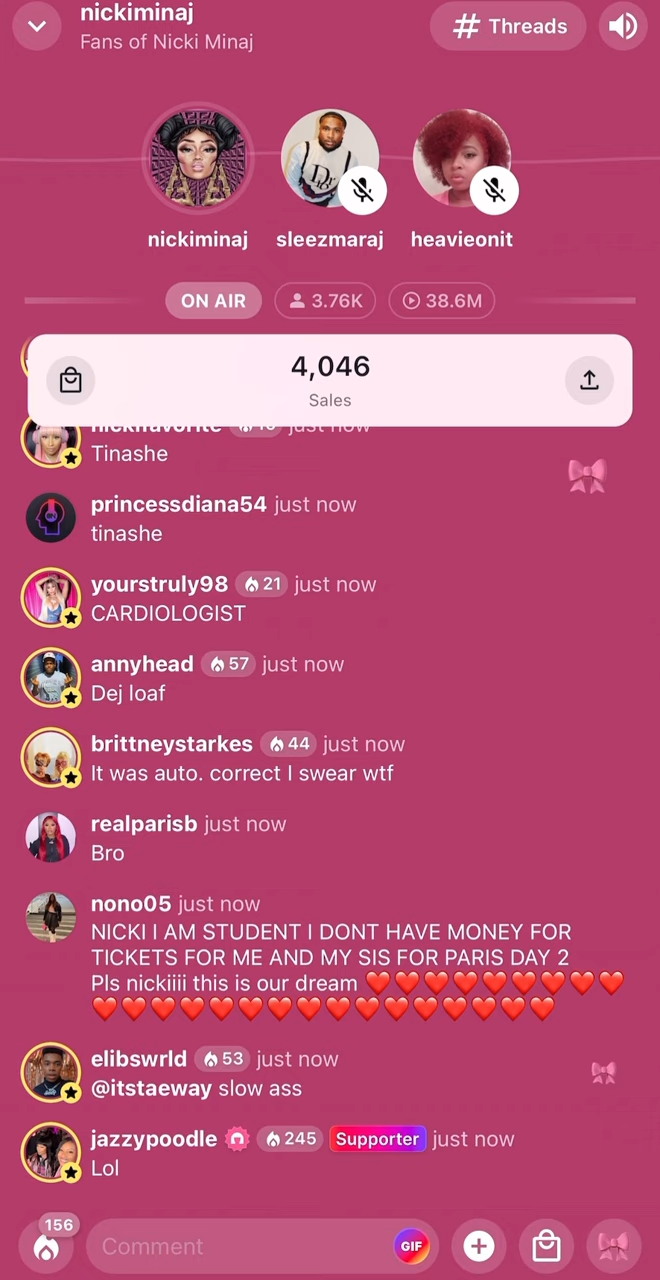 nickiminaj
Fans of Nicki Minaj
# Threads
nickiminaj sleezmaraj heavieonit
ON AIR 3.76K 38.6M
4,046
Sales
just now
Tinashe
princessdiana54 just now
tinashe
yourstruly98 21 just now
CARDIOLOGIST
annyhead 57 just now
Dej loaf
brittneystarkes 44 just now
It was auto. correct I swear wtf
realparisb just now
Bro
nono05 just now
NICKI I AM STUDENT I DONT HAVE MONEY FOR
TICKETS FOR ME AND MY SIS FOR PARIS DAY 2
Pls nickiiii this is our dream ❤️❤️❤️❤️❤️❤️❤️❤️❤️
❤️❤️❤️❤️❤️❤️❤️❤️❤️❤️❤️❤️❤️❤️❤️❤️
elibswrld 53 just now
@itstaeway slow ass
jazzypoodle 245 Supporter just now
Lol
156
Comment GIF